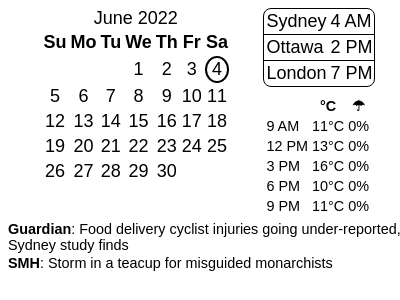 June 2022
Su Mo Tu We Th Fr Sa
1 2 3 4
5 6 7 8 9 10 11
12 13 14 15 16 17 18
19 20 21 22 23 24 25
26 27 28 29 30
Sydney 4 AM
Ottawa 2 PM
London 7 PM
°C ☂
9 AM 11°C 0%
12 PM 13°C 0%
3 PM 16°C 0%
6 PM 10°C 0%
9 PM 11°C 0%
Guardian: Food delivery cyclist injuries going under-reported,
Sydney study finds
SMH: Storm in a teacup for misguided monarchists